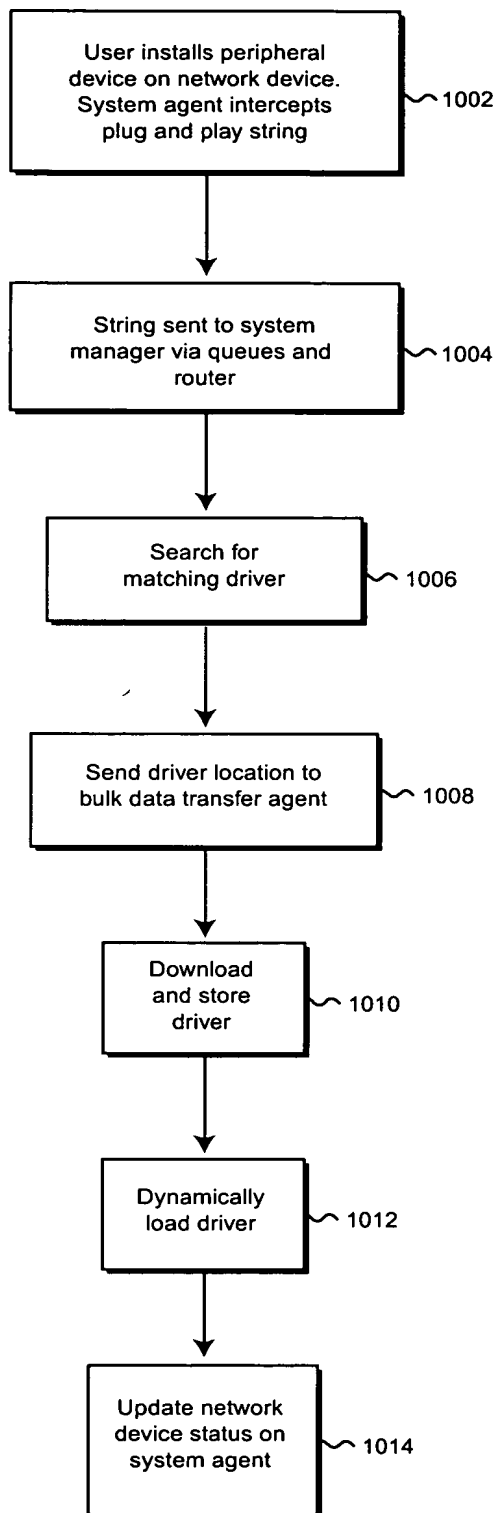 User installs peripheral
device on network device.
System agent intercepts
plug and play string
1002
String sent to system
manager via queues and
router
1004
Search for
matching driver
1006
Send driver location to
bulk data transfer agent
1008
Download
and store
driver
1010
Dynamically
load driver
1012
Update network
device status on
system agent
1014